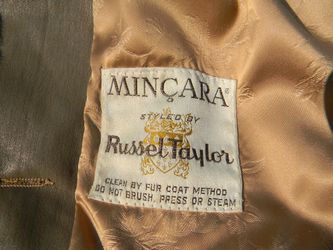 MINÇARA®
STYLED BY
Russel Taylor
CLEAN BY FUR COAT METHOD
DO NOT BRUSH, PRESS OR STEAM